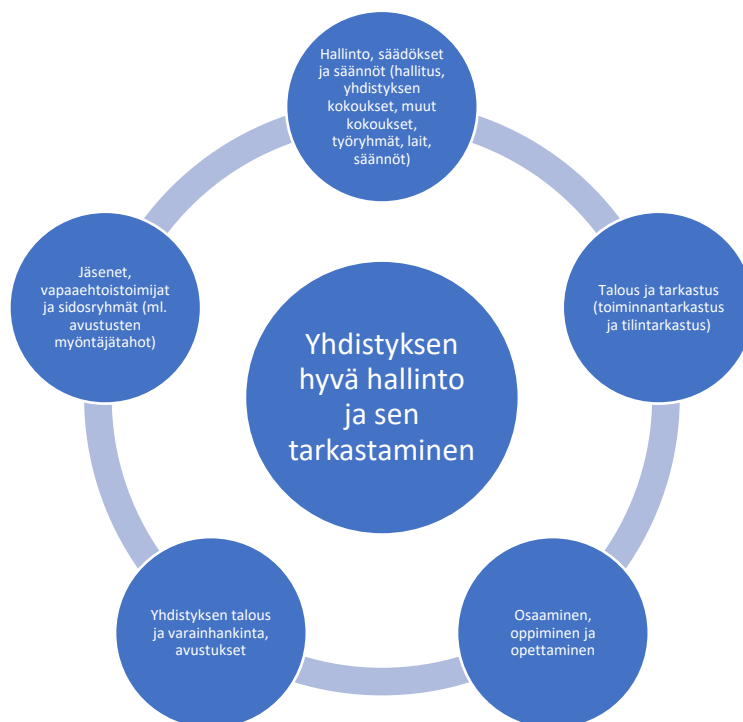 Hallinto, säädökset
ja säännöt (hallitus,
yhdistyksen
kokoukset, muut
kokoukset,
työryhmät, lait,
säännöt)
Jäsenet,
vapaaehtoistoimijat
ja sidosryhmät (ml.
avustusten
myöntäjätahot)
Talous ja tarkastus
(toiminnantarkastus
ja tilintarkastus)
Yhdistyksen
hyvä hallinto
ja sen
tarkastaminen
Yhdistyksen talous
ja varainhankinta,
avustukset
Osaaminen,
oppiminen ja
opettaminen